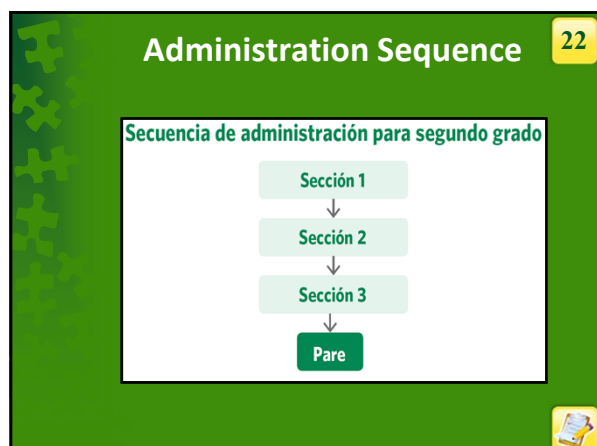 Administration Sequence
22
Secuencia de administración para segundo grado
Sección 1
Sección 2
Sección 3
Pare